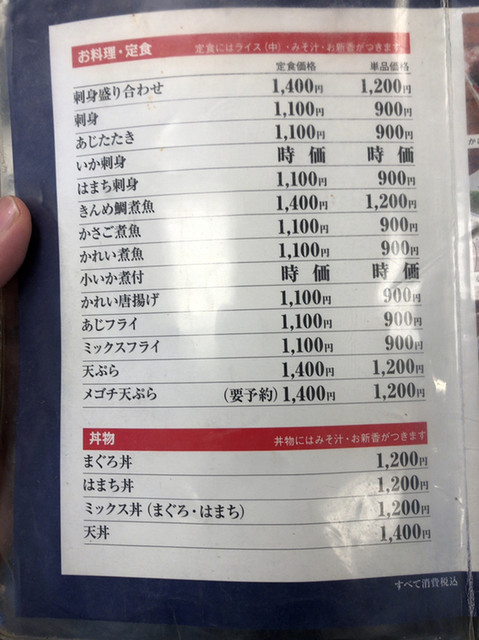 お料理・定食 定食にはライス(中)・みそ汁・お新香がつきます
定食価格 単品価格
刺身盛り合わせ 1,400円 1,200円
刺身 1,100円 900円
あじたたき 1,100円 900円
いか刺身 時価 時価
はまち刺身 1,100円 900円
きんめ鯛煮魚 1,400円 1,200円
かさご煮魚 1,100円 900円
かれい煮魚 1,100円 900円
小いか煮付 時価 時価
かれい唐揚げ 1,100円 900円
あじフライ 1,100円 900円
ミックスフライ 1,100円 900円
天ぷら 1,400円 1,200円
メゴチ天ぷら (要予約) 1,400円 1,200円
丼物 丼物にはみそ汁・お新香がつきます
まぐろ丼 1,200円
はまち丼 1,200円
ミックス丼(まぐろ・はまち) 1,200円
天丼 1,400円
すべて消費税込